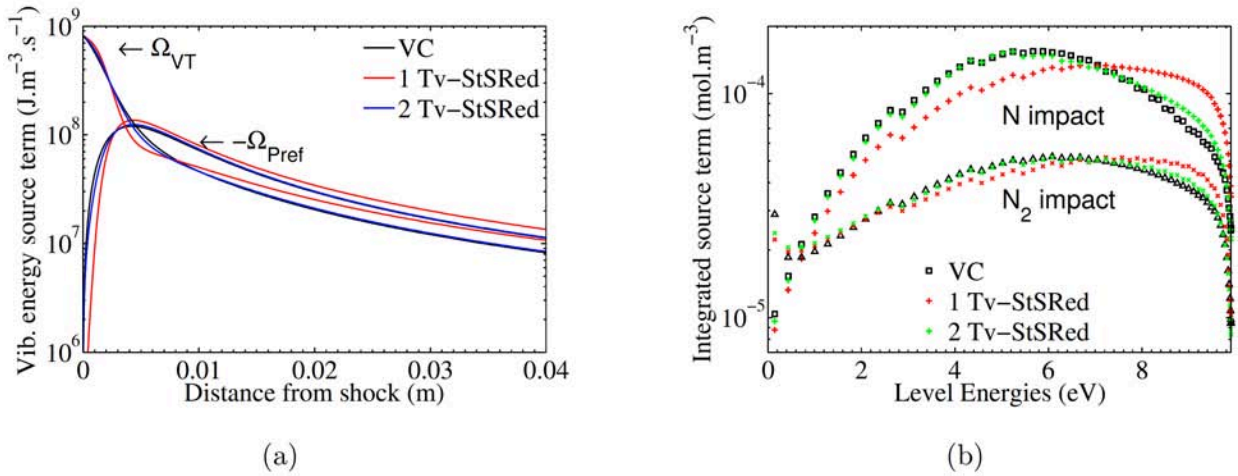 Vib. energy source term (J.m⁻³.s⁻¹)
10⁹
10⁸
10⁷
10⁶
← Ω_VT
← −Ω_Pref
VC
1 Tv−StSRed
2 Tv−StSRed
0 0.01 0.02 0.03 0.04
Distance from shock (m)
(a)
Integrated source term (mol.m⁻³)
10⁻⁴
10⁻⁵
N impact
N₂ impact
VC
1 Tv−StSRed
2 Tv−StSRed
0 2 4 6 8
Level Energies (eV)
(b)